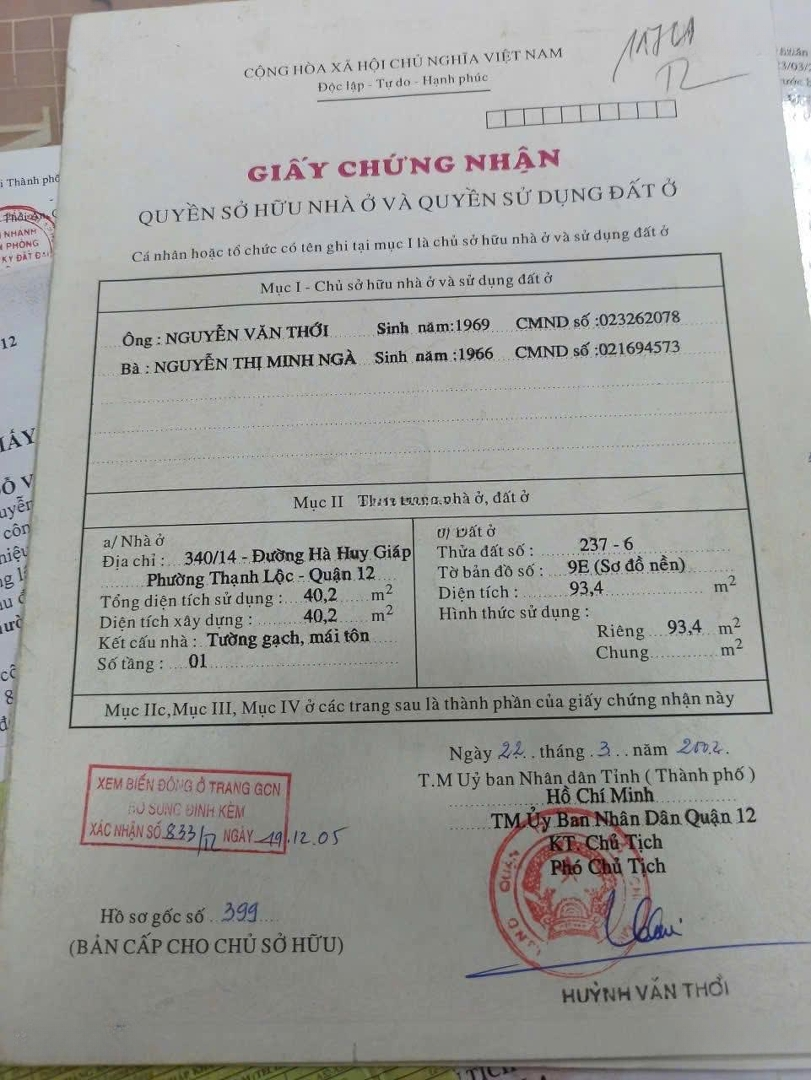 117CA
T2
CỘNG HÒA XÃ HỘI CHỦ NGHĨA VIỆT NAM
Độc lập - Tự do - Hạnh phúc
GIẤY CHỨNG NHẬN
QUYỀN SỞ HỮU NHÀ Ở VÀ QUYỀN SỬ DỤNG ĐẤT Ở
Cá nhân hoặc tổ chức có tên ghi tại mục I là chủ sở hữu nhà ở và sử dụng đất ở
Mục I - Chủ sở hữu nhà ở và sử dụng đất ở
Ông : NGUYỄN VĂN THỚI Sinh năm:1969 CMND số :023262078
Bà : NGUYỄN THỊ MINH NGÀ Sinh năm :1966 CMND số :021694573
Mục II Thực trạng nhà ở, đất ở
a/ Nhà ở
Địa chỉ : 340/14 - Đường Hà Huy Giáp
Phường Thạnh Lộc - Quận 12
Tổng diện tích sử dụng : 40,2 m2
Diện tích xây dựng : 40,2 m2
Kết cấu nhà : Tường gạch, mái tôn
Số tầng : 01
b/ Đất ở
Thửa đất số : 237 - 6
Tờ bản đồ số : 9E (Sơ đồ nền)
Diện tích : 93,4 m2
Hình thức sử dụng :
Riêng 93,4 m2
Chung m2
Mục IIc,Mục III, Mục IV ở các trang sau là thành phần của giấy chứng nhận này
Ngày 22 tháng 3 năm 2002.
T.M Uỷ ban Nhân dân Tỉnh ( Thành phố )
Hồ Chí Minh
TM.Ủy Ban Nhân Dân Quận 12
KT. Chủ Tịch
Phó Chủ Tịch
HUỲNH VĂN THỚI
XEM BIẾN ĐỘNG Ở TRANG GCN
BỔ SUNG ĐÍNH KÈM
XÁC NHẬN SỐ 833/12 NGÀY 19.12.05
Hồ sơ gốc số 399
(BẢN CẤP CHO CHỦ SỞ HỮU)